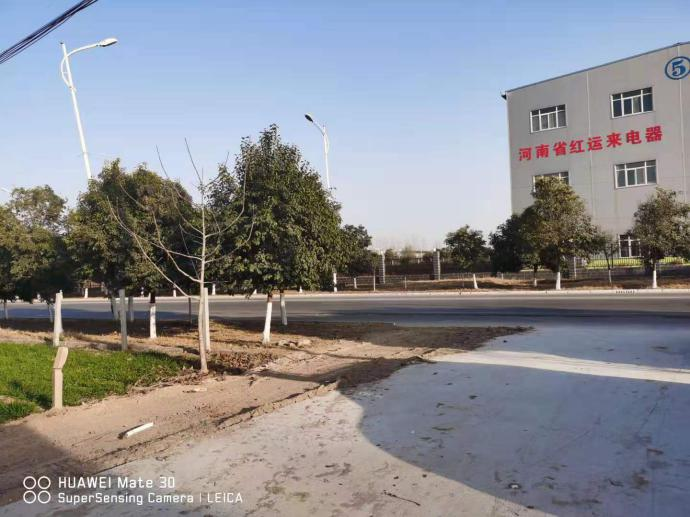 5
河南省红运来电器
HUAWEI Mate 30
SuperSensing Camera | LEICA